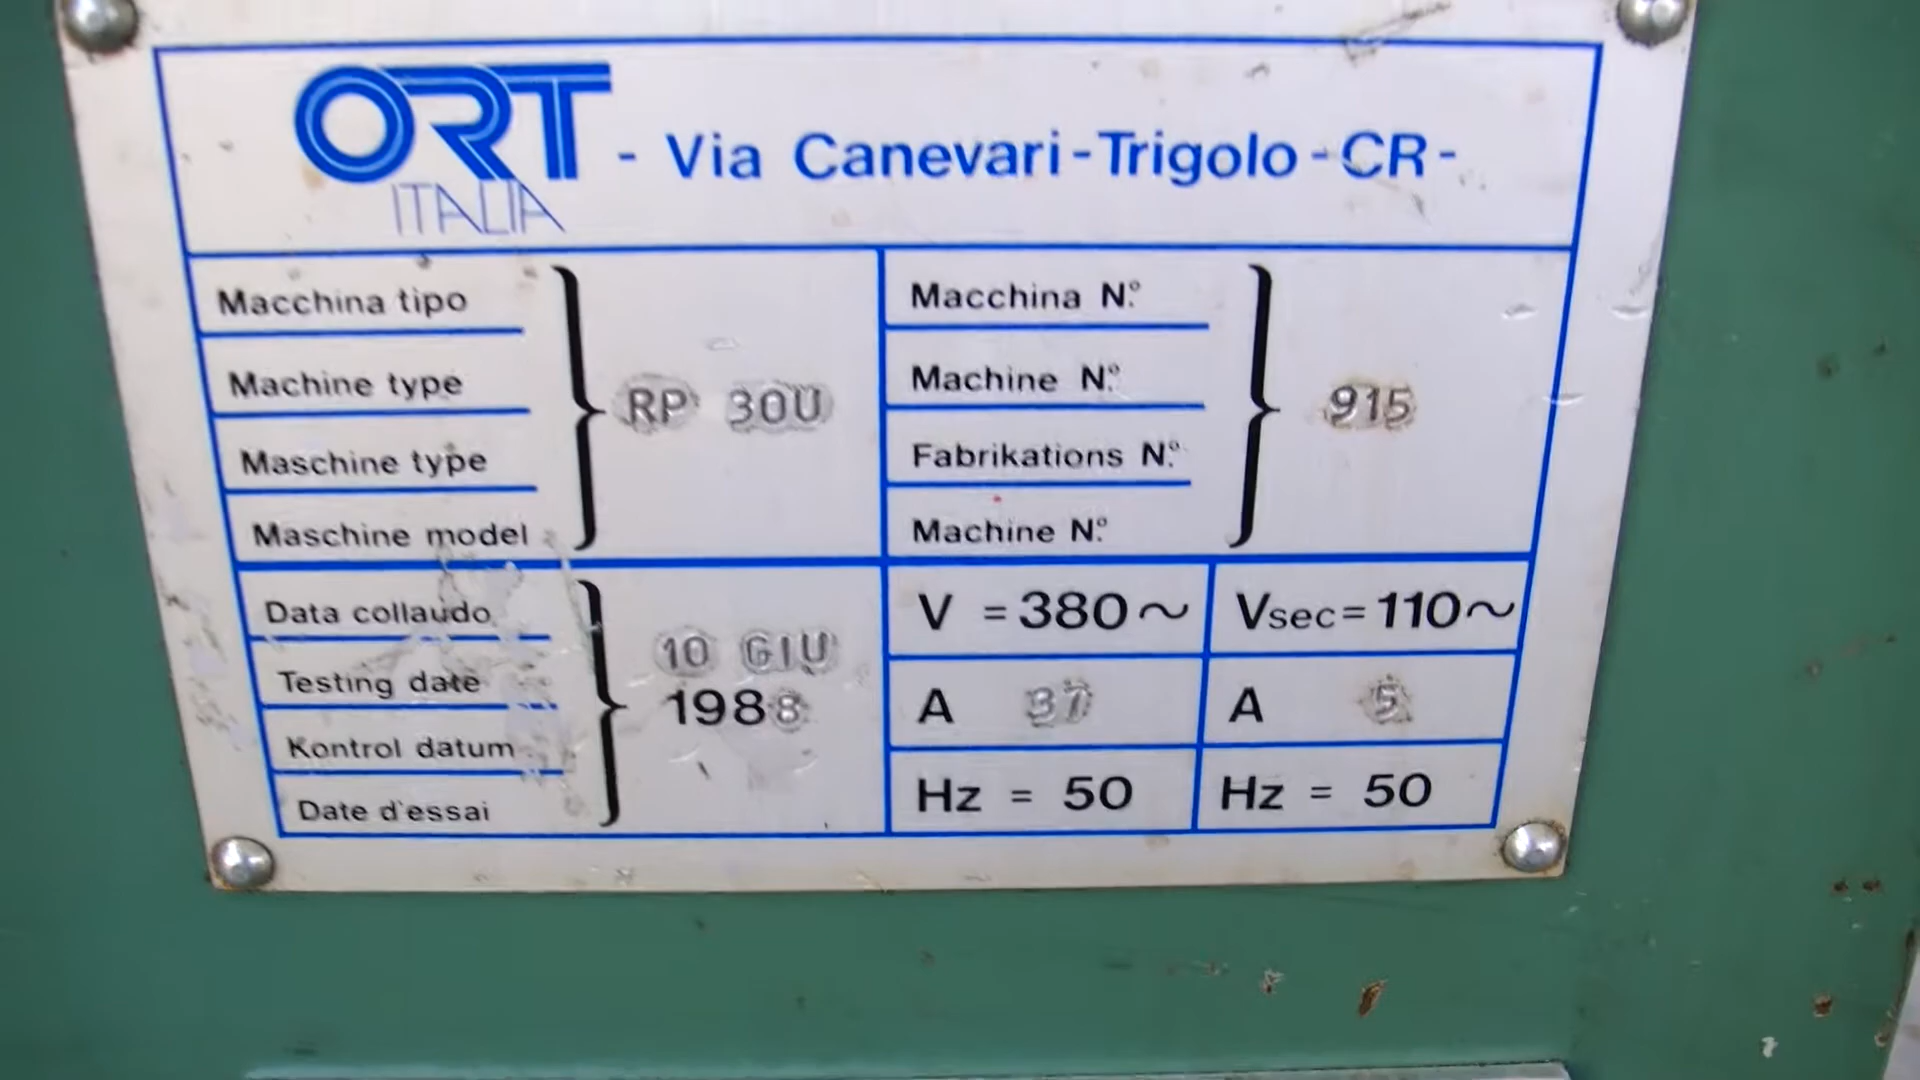 ORT - Via Canevari - Trigolo - CR -
ITALIA
Macchina tipo
Machine type
Maschine type
Maschine model
RP 30U
Macchina N.º
Machine N.º
Fabrikations N.º
Machine N.º
915
Data collaudo
Testing date
Kontrol datum
Date d'essai
10 GIU
1988
V = 380~
Vsec= 110~
A 37
A 5
Hz = 50
Hz = 50